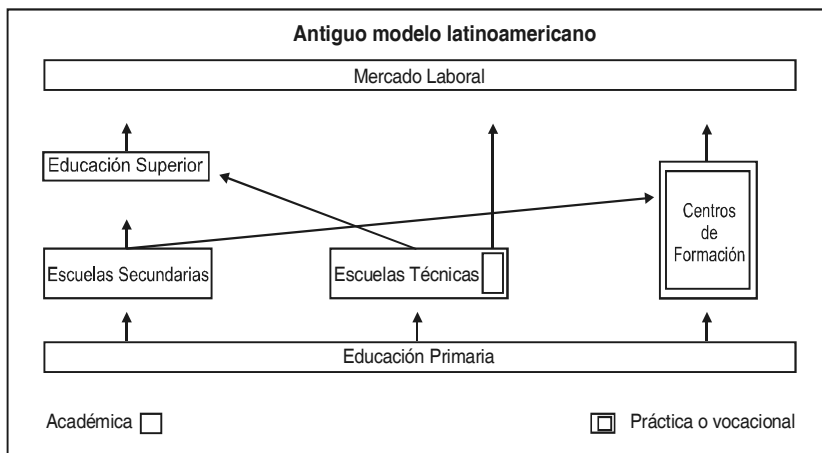 Antiguo modelo latinoamericano
Mercado Laboral
Educación Superior
Centros
de
Formación
Escuelas Secundarias
Escuelas Técnicas
Educación Primaria
Académica
Práctica o vocacional